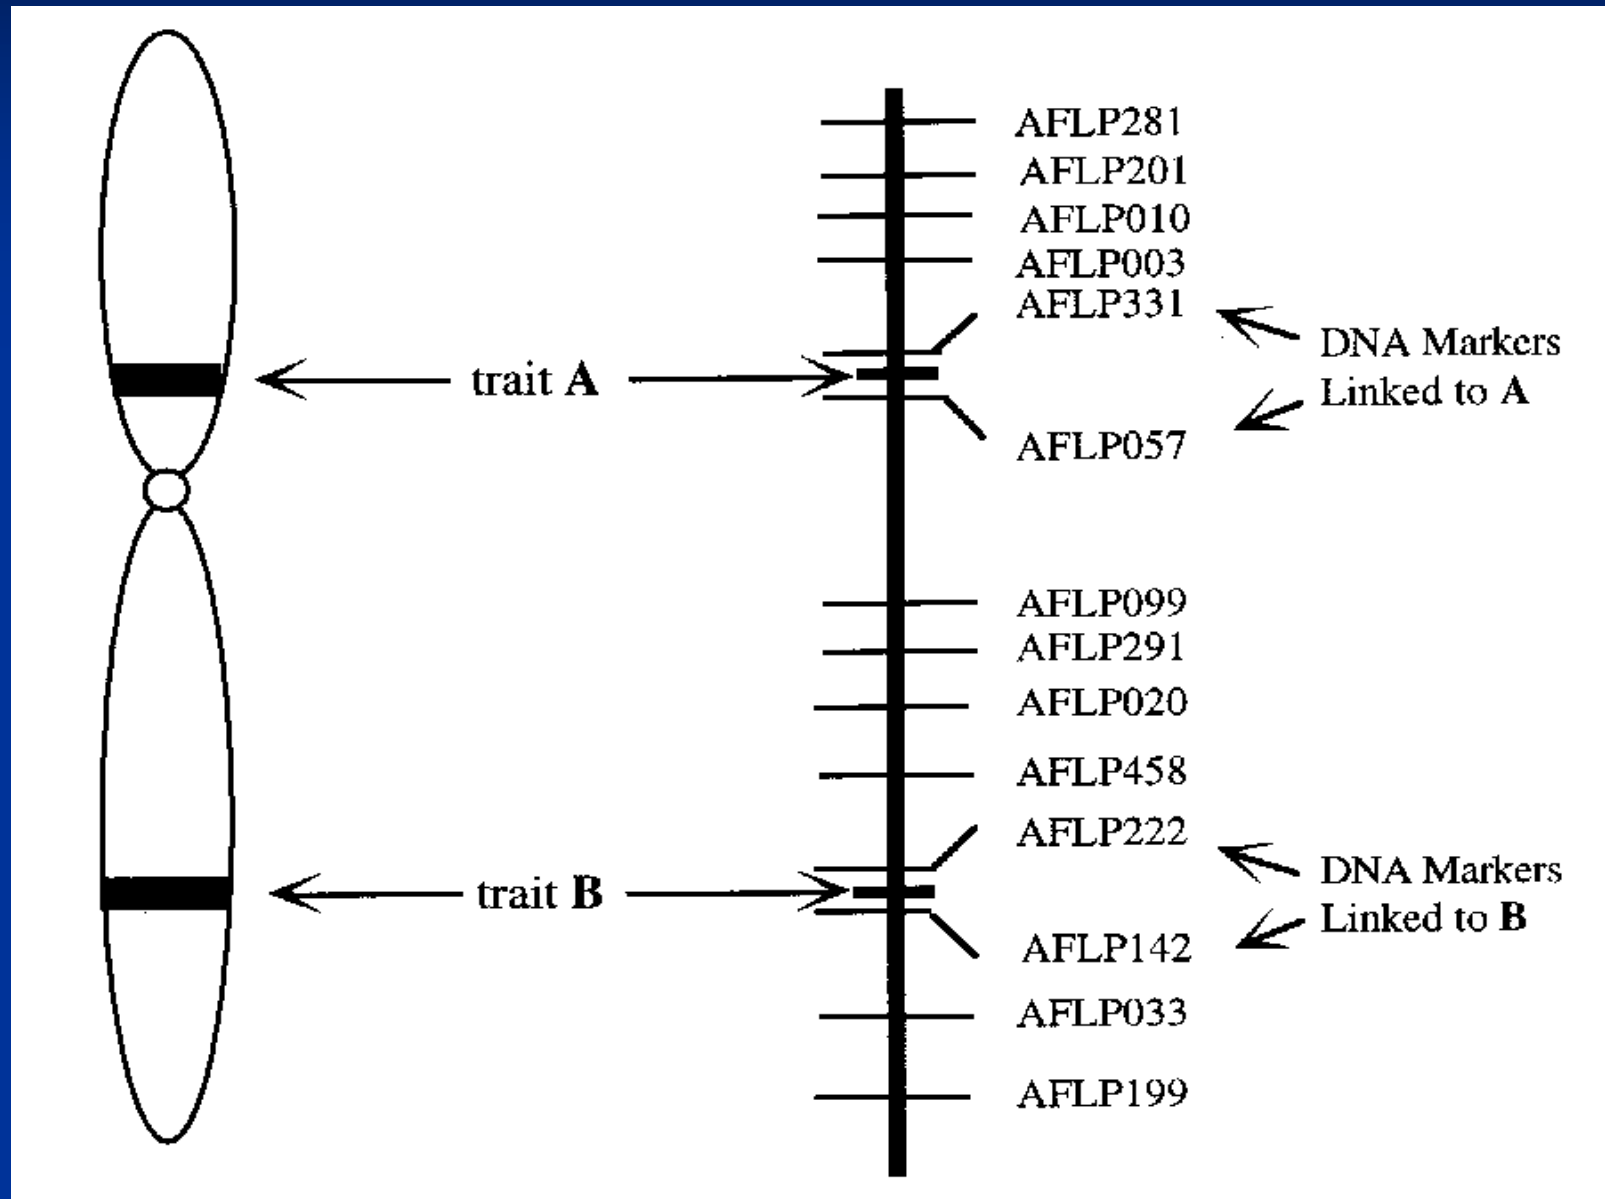 AFLP281
AFLP201
AFLP010
AFLP003
AFLP331
DNA Markers
Linked to A
trait A
AFLP057
AFLP099
AFLP291
AFLP020
AFLP458
AFLP222
DNA Markers
Linked to B
trait B
AFLP142
AFLP033
AFLP199